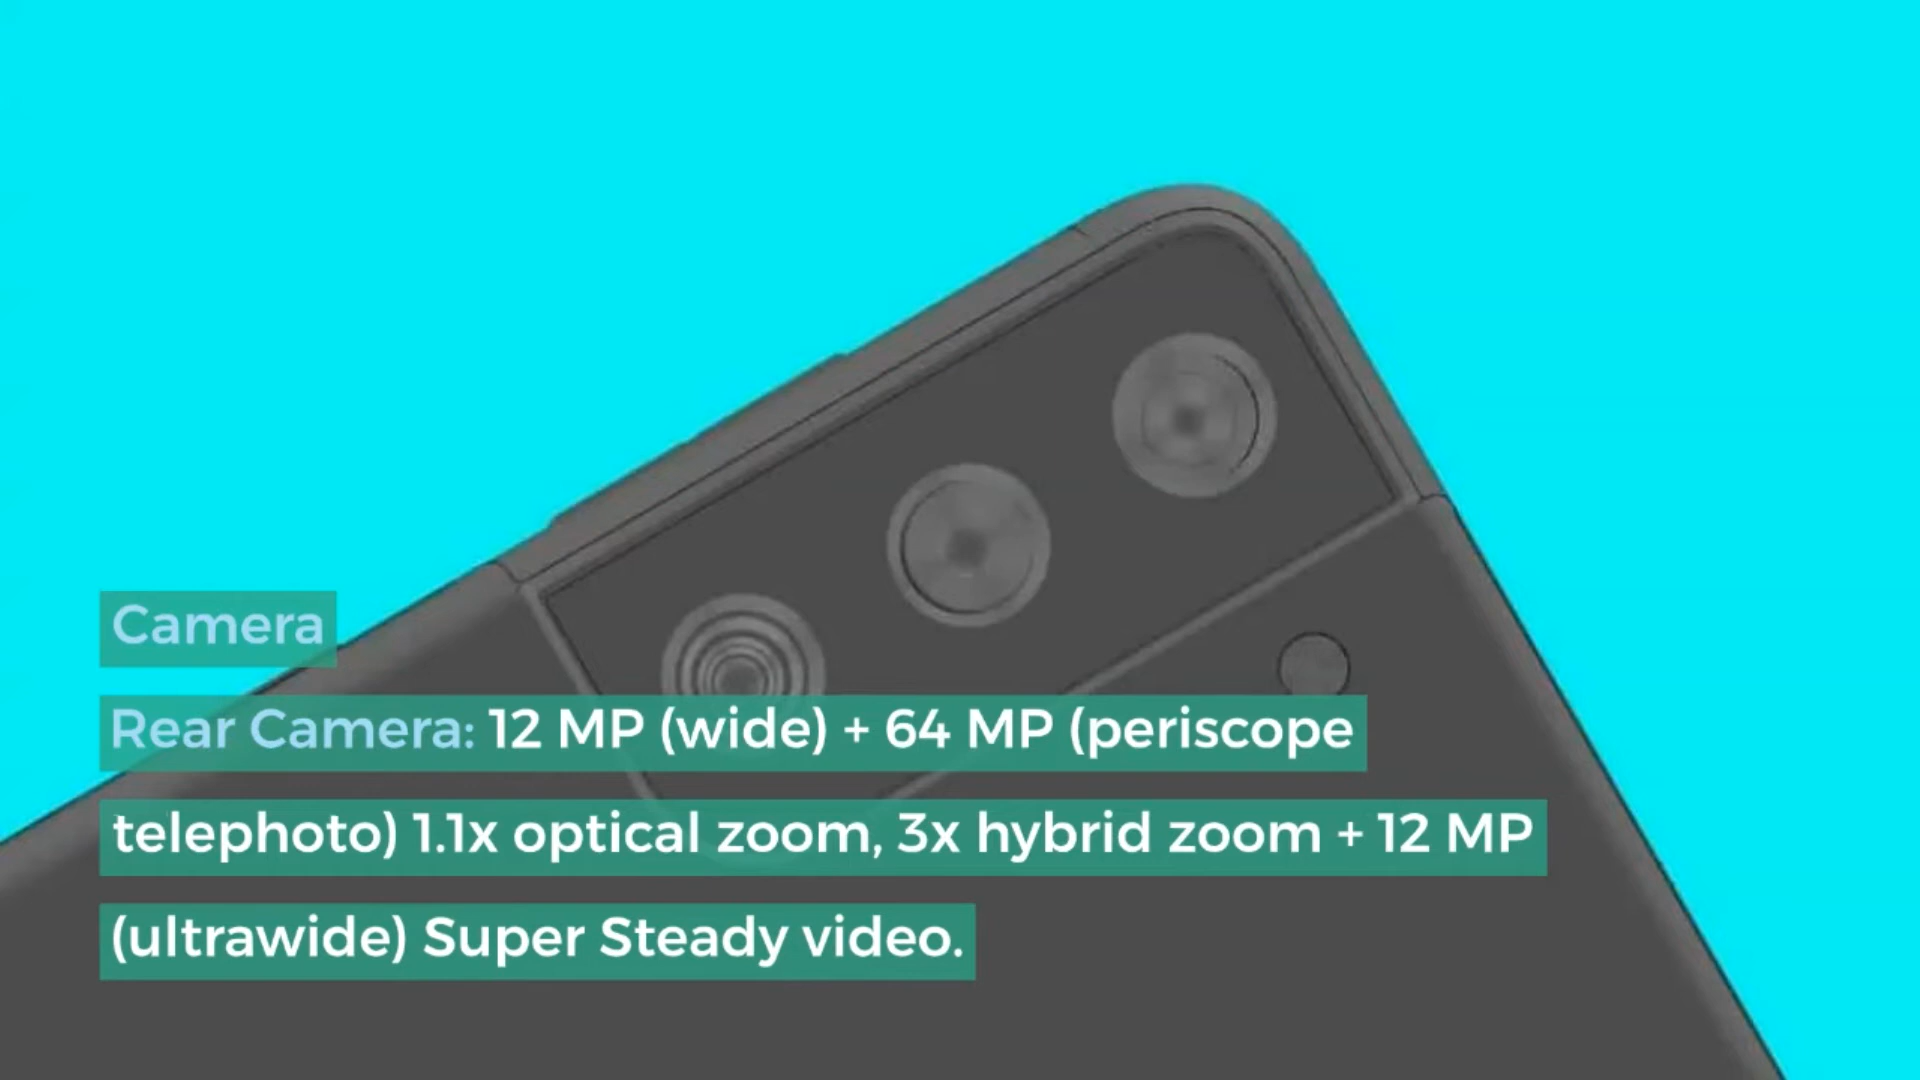 Camera
Rear Camera: 12 MP (wide) + 64 MP (periscope
telephoto) 1.1x optical zoom, 3x hybrid zoom + 12 MP
(ultrawide) Super Steady video.